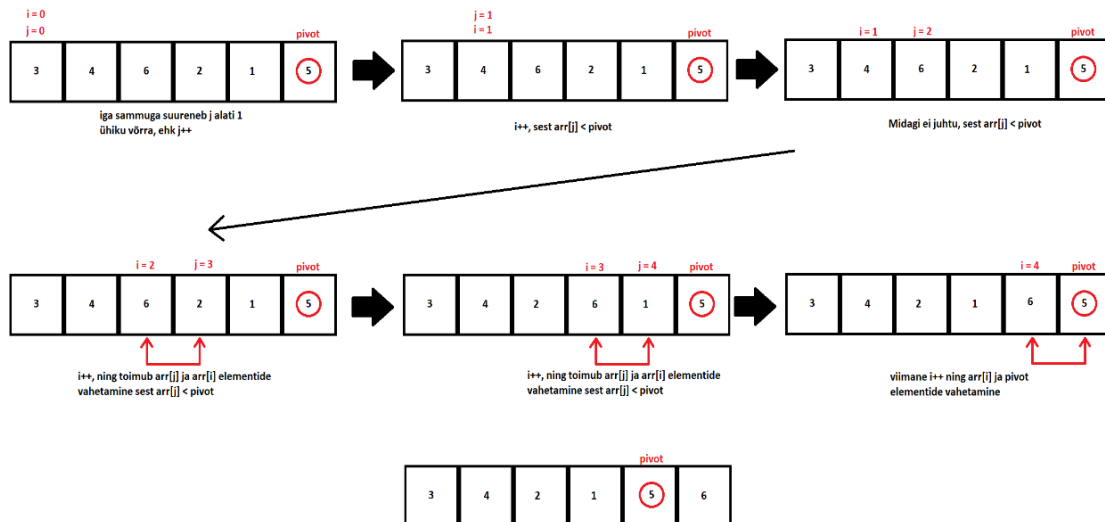 i = 0
j = 0
pivot
3 4 6 2 1 5
iga sammuga suureneb j alati 1
ühiku võrra, ehk j++
j = 1
i = 1
pivot
3 4 6 2 1 5
i++, sest arr[j] < pivot
i = 1 j = 2 pivot
3 4 6 2 1 5
Midagi ei juhtu, sest arr[j] < pivot
i = 2 j = 3 pivot
3 4 6 2 1 5
i++, ning toimub arr[j] ja arr[i] elementide
vahetamine sest arr[j] < pivot
i = 3 j = 4 pivot
3 4 2 6 1 5
i++, ning toimub arr[j] ja arr[i] elementide
vahetamine sest arr[j] < pivot
i = 4 pivot
3 4 2 1 6 5
viimane i++ ning arr[i] ja pivot
elementide vahetamine
pivot
3 4 2 1 5 6